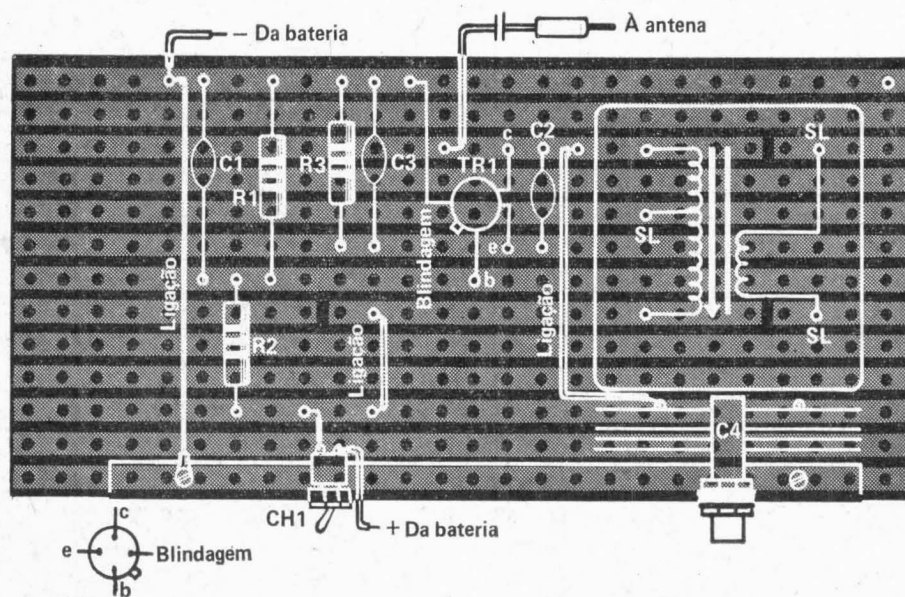 – Da bateria
À antena
C1
R1
R3
C3
TR1
c
C2
SL
SL
e
b
Blindagem
Ligação
Ligação
Ligação
SL
R2
C4
CH1
+ Da bateria
c
e
Blindagem
b